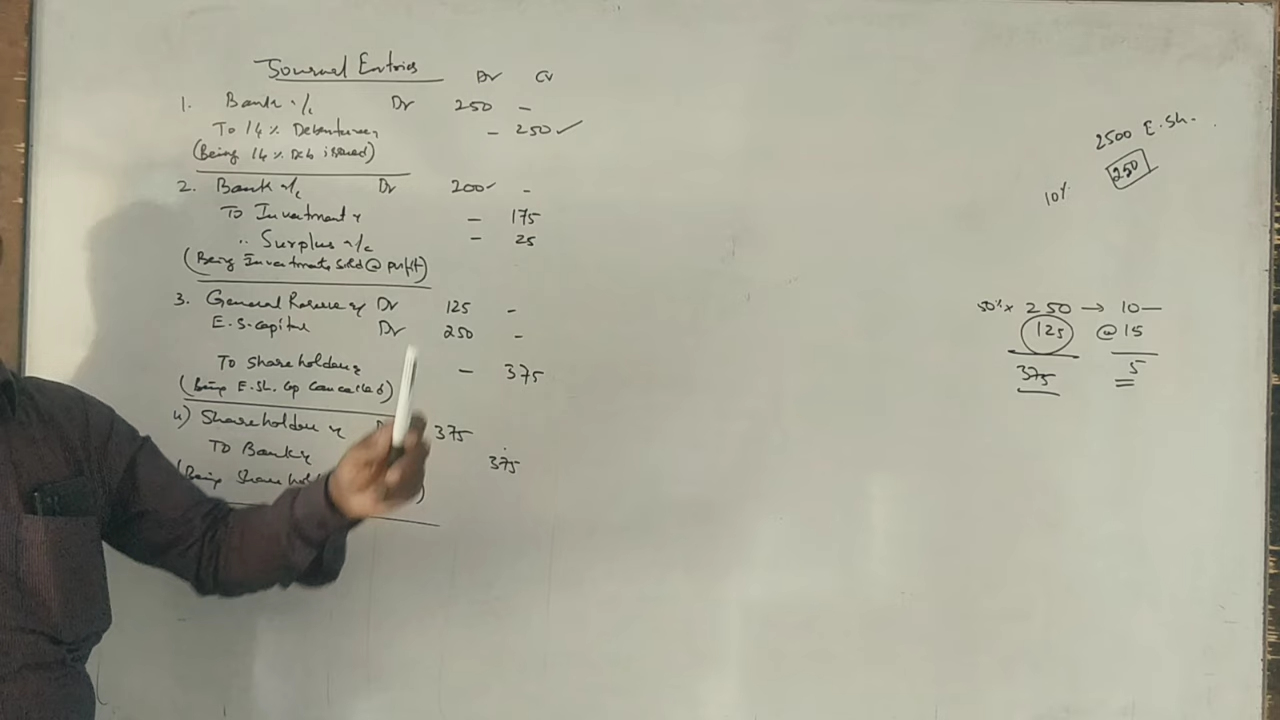 Journal Entries Dr Cr
1. Bank a/c Dr 250 -
To 14% Debentures - 250 ✓
(Being 14% Deb issued)
2. Bank a/c Dr 200 -
To Investment - 175
" Surplus a/c - 25
(Being Investments sold @ profit)
3. General Reserve Dr 125 -
E.S. capital Dr 250 -
To Shareholders - 375
(Being E.Sh. Cap Cancelled)
4) Shareholders 375
To Bank 375
(Being
2500 E.Sh.
250
10%
50% x 250 → 10 —
125 @ 15
375 5